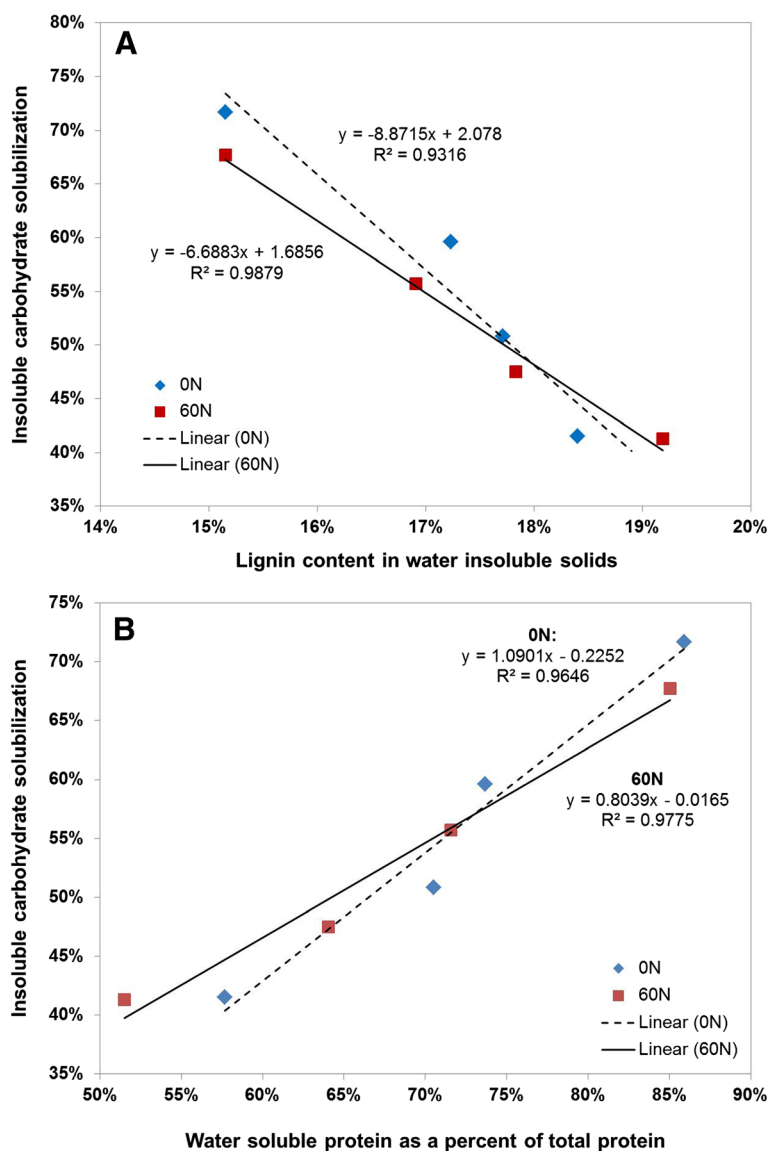 A
80%
75%
70%
65%
60%
55%
50%
45%
40%
35%
Insoluble carbohydrate solubilization
y = -8.8715x + 2.078
R² = 0.9316
y = -6.6883x + 1.6856
R² = 0.9879
0N
60N
Linear (0N)
Linear (60N)
14% 15% 16% 17% 18% 19% 20%
Lignin content in water insoluble solids
B
75%
70%
65%
60%
55%
50%
45%
40%
35%
Insoluble carbohydrate solubilization
0N:
y = 1.0901x - 0.2252
R² = 0.9646
60N
y = 0.8039x - 0.0165
R² = 0.9775
0N
60N
Linear (0N)
Linear (60N)
50% 55% 60% 65% 70% 75% 80% 85% 90%
Water soluble protein as a percent of total protein